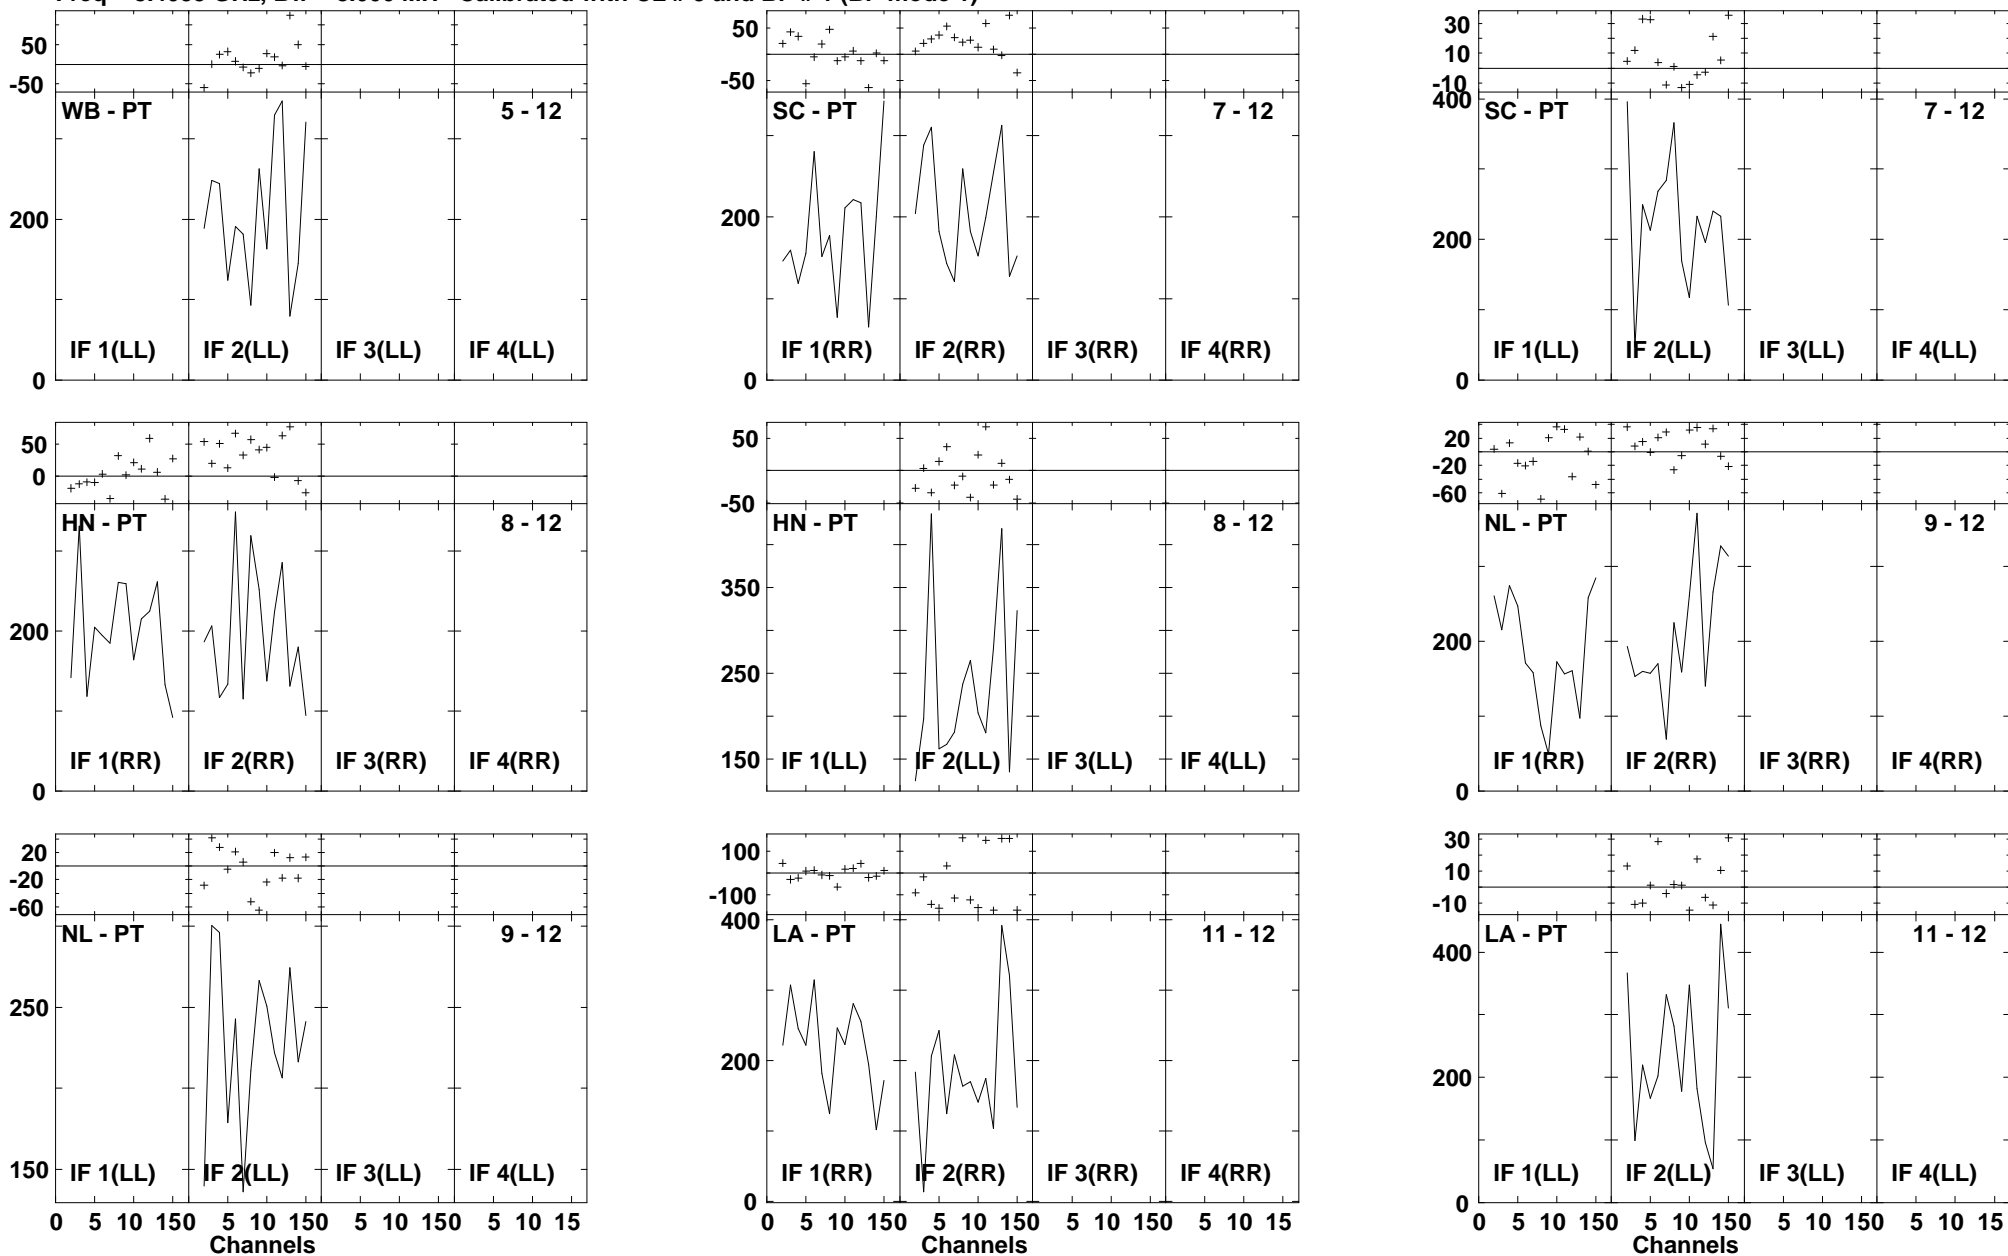 50
-50
WB - PT 5 - 12
200
0
IF 1(LL) IF 2(LL) IF 3(LL) IF 4(LL)
50
-50
SC - PT 7 - 12
200
0
IF 1(RR) IF 2(RR) IF 3(RR) IF 4(RR)
30
10
-10
400
SC - PT 7 - 12
200
0
IF 1(LL) IF 2(LL) IF 3(LL) IF 4(LL)
50
0
HN - PT 8 - 12
200
0
IF 1(RR) IF 2(RR) IF 3(RR) IF 4(RR)
50
-50
HN - PT 8 - 12
350
250
150
IF 1(LL) IF 2(LL) IF 3(LL) IF 4(LL)
20
-20
-60
NL - PT 9 - 12
200
0
IF 1(RR) IF 2(RR) IF 3(RR) IF 4(RR)
20
-20
-60
NL - PT 9 - 12
250
150
IF 1(LL) IF 2(LL) IF 3(LL) IF 4(LL)
0 5 10 150 5 10 150 5 10 150 5 10 15
Channels
100
-100
400
LA - PT 11 - 12
200
0
IF 1(RR) IF 2(RR) IF 3(RR) IF 4(RR)
0 5 10 150 5 10 150 5 10 150 5 10 15
Channels
30
10
-10
LA - PT 11 - 12
400
200
0
IF 1(LL) IF 2(LL) IF 3(LL) IF 4(LL)
0 5 10 150 5 10 150 5 10 150 5 10 15
Channels